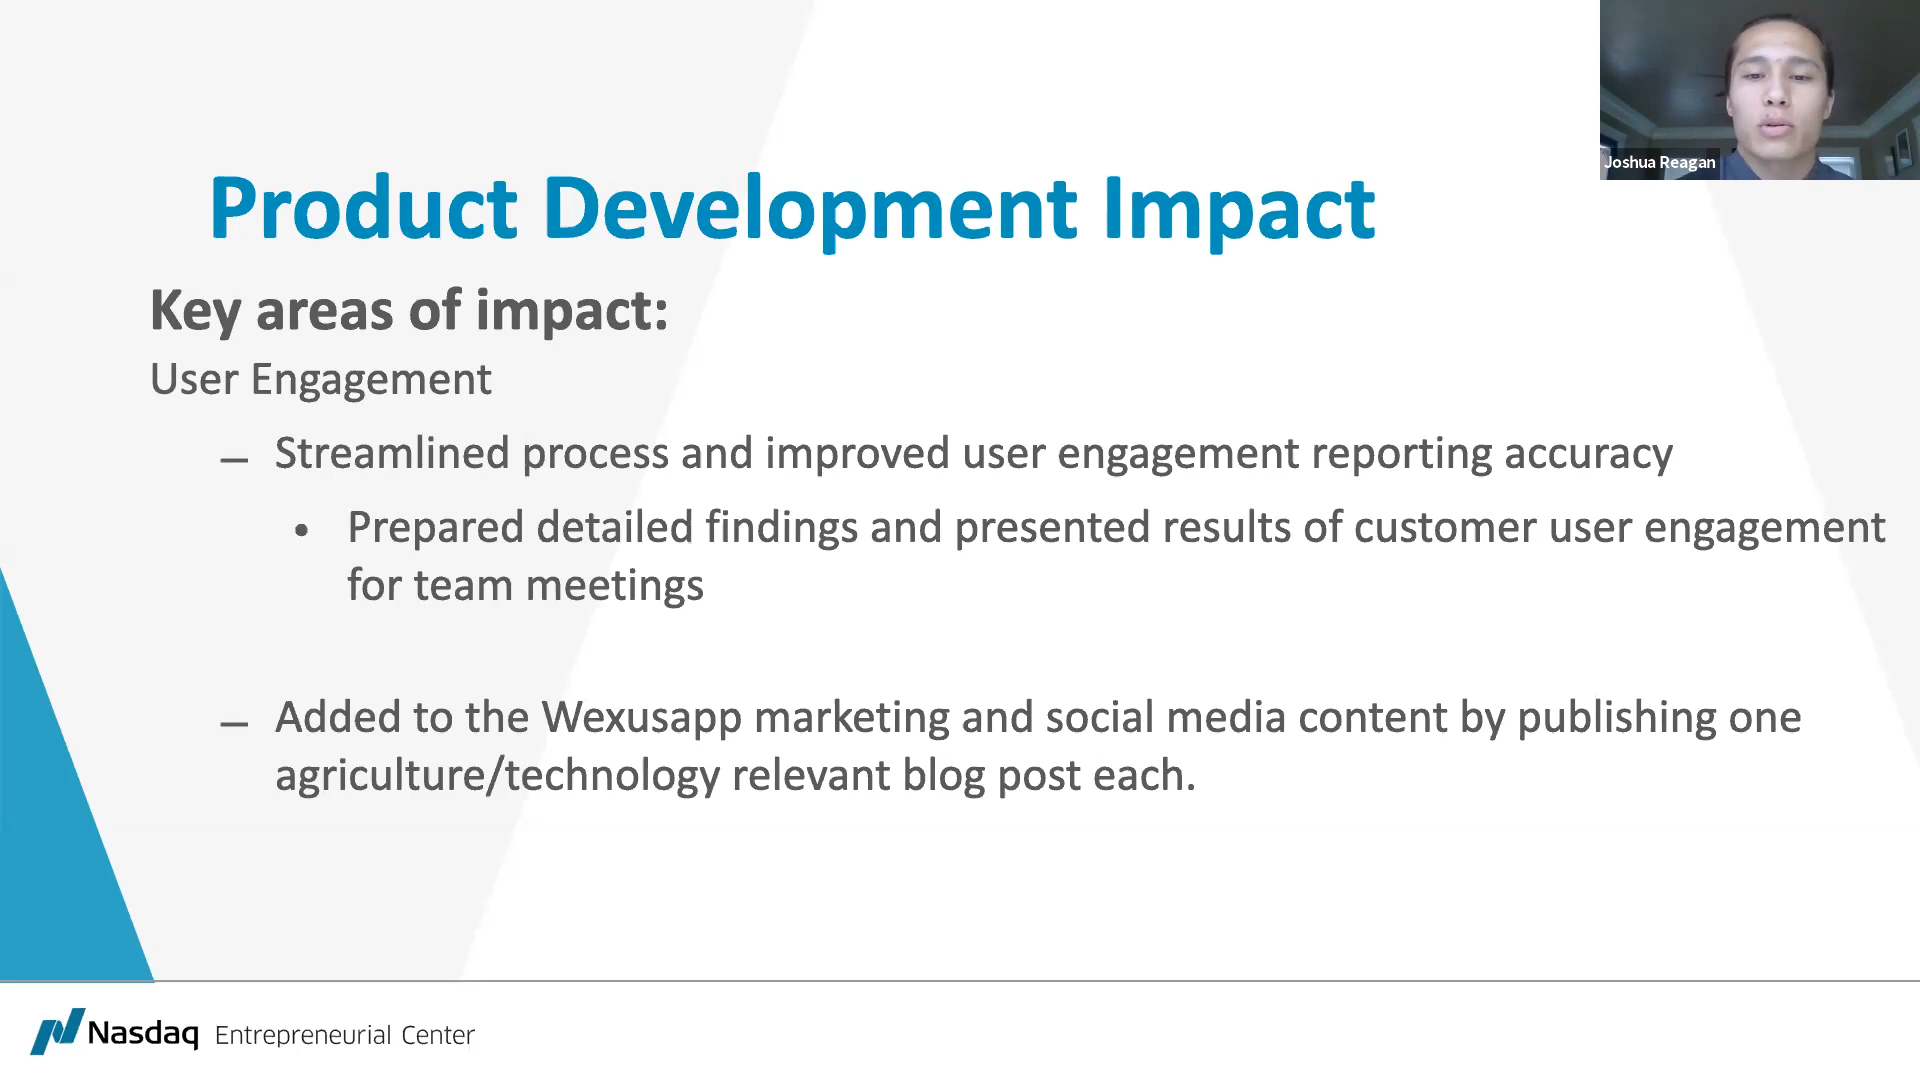 Joshua Reagan
Product Development Impact
Key areas of impact:
User Engagement
– Streamlined process and improved user engagement reporting accuracy
• Prepared detailed findings and presented results of customer user engagement
for team meetings
– Added to the Wexusapp marketing and social media content by publishing one
agriculture/technology relevant blog post each.
Nasdaq Entrepreneurial Center